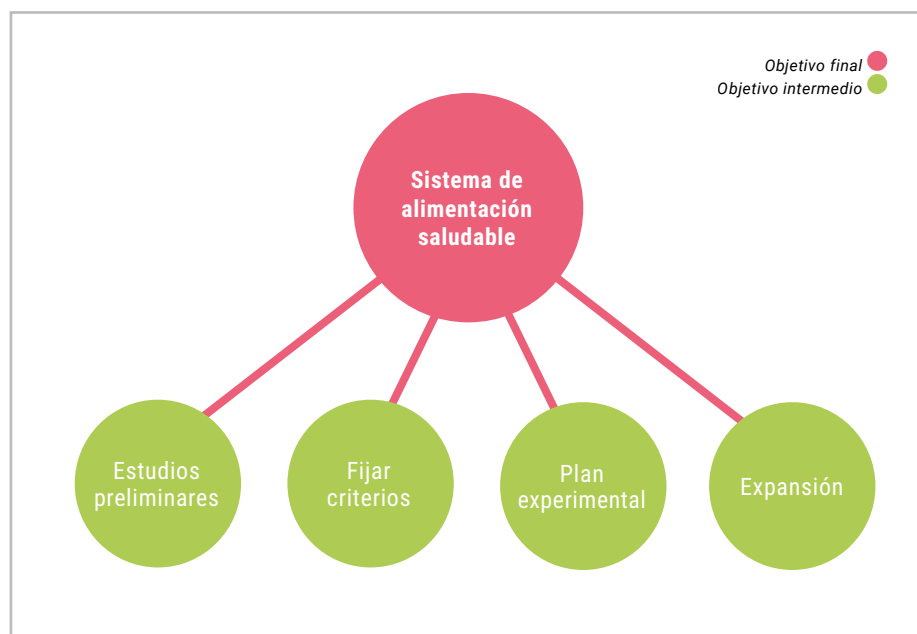 Objetivo final
Objetivo intermedio
Sistema de
alimentación
saludable
Estudios
preliminares
Fijar
criterios
Plan
experimental
Expansión